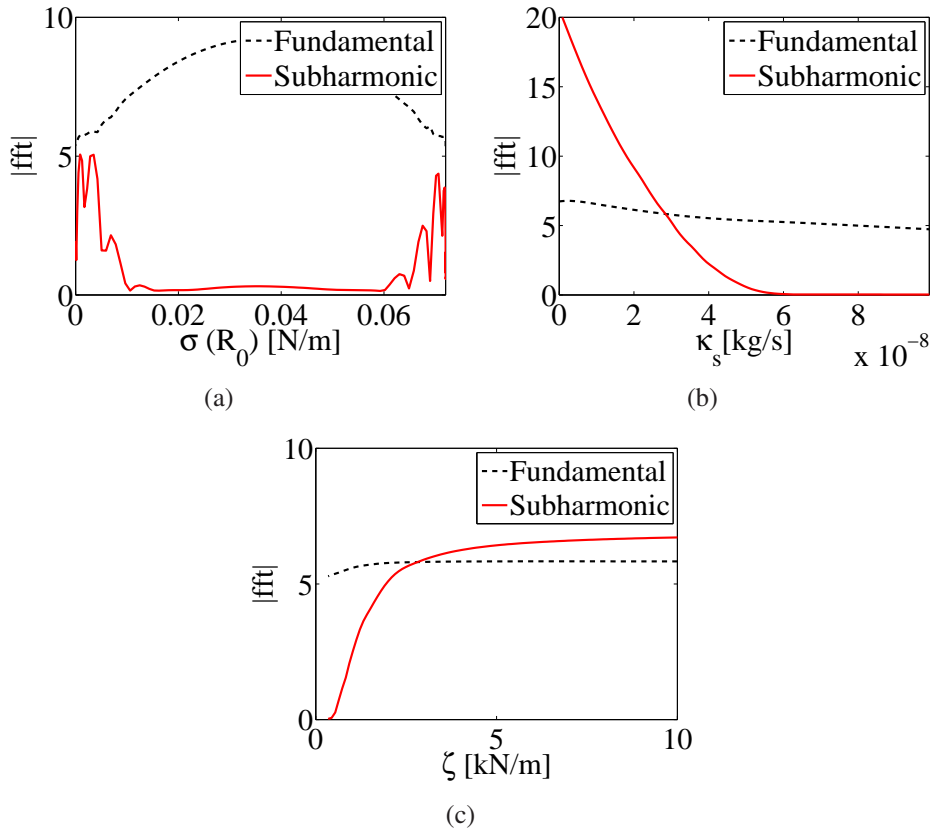 10
Fundamental
Subharmonic
5
|fft|
0
0 0.02 0.04 0.06
σ (R₀) [N/m]
(a)
20
Fundamental
Subharmonic
15
10
|fft|
5
0
0 2 4 6 8
κₛ[kg/s] x 10⁻⁸
(b)
10
Fundamental
Subharmonic
5
|fft|
0
0 5 10
ζ [kN/m]
(c)